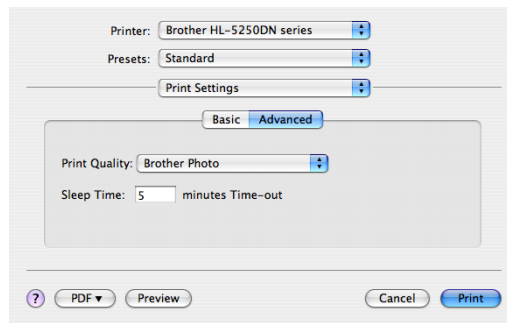 Printer: Brother HL-5250DN series
Presets: Standard
Print Settings
Basic Advanced
Print Quality: Brother Photo
Sleep Time: 5 minutes Time-out
? PDF▼ Preview Cancel Print